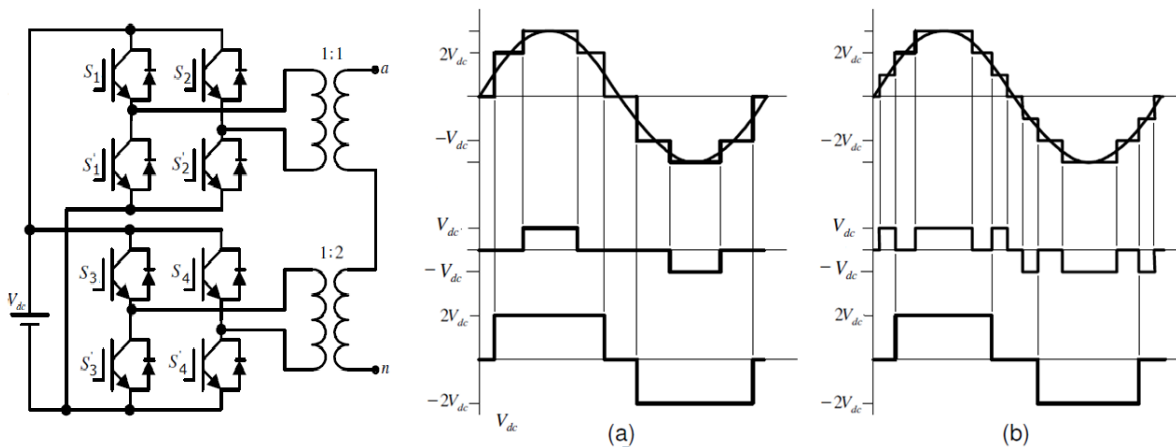 1:1
a
S1
S2
S'1
S'2
1:2
S3
S4
Vdc
S'3
S'4
n
2Vdc
−Vdc
Vdc
−Vdc
2Vdc
−2Vdc
Vdc
(a)
2Vdc
−2Vdc
Vdc
−Vdc
2Vdc
−2Vdc
(b)